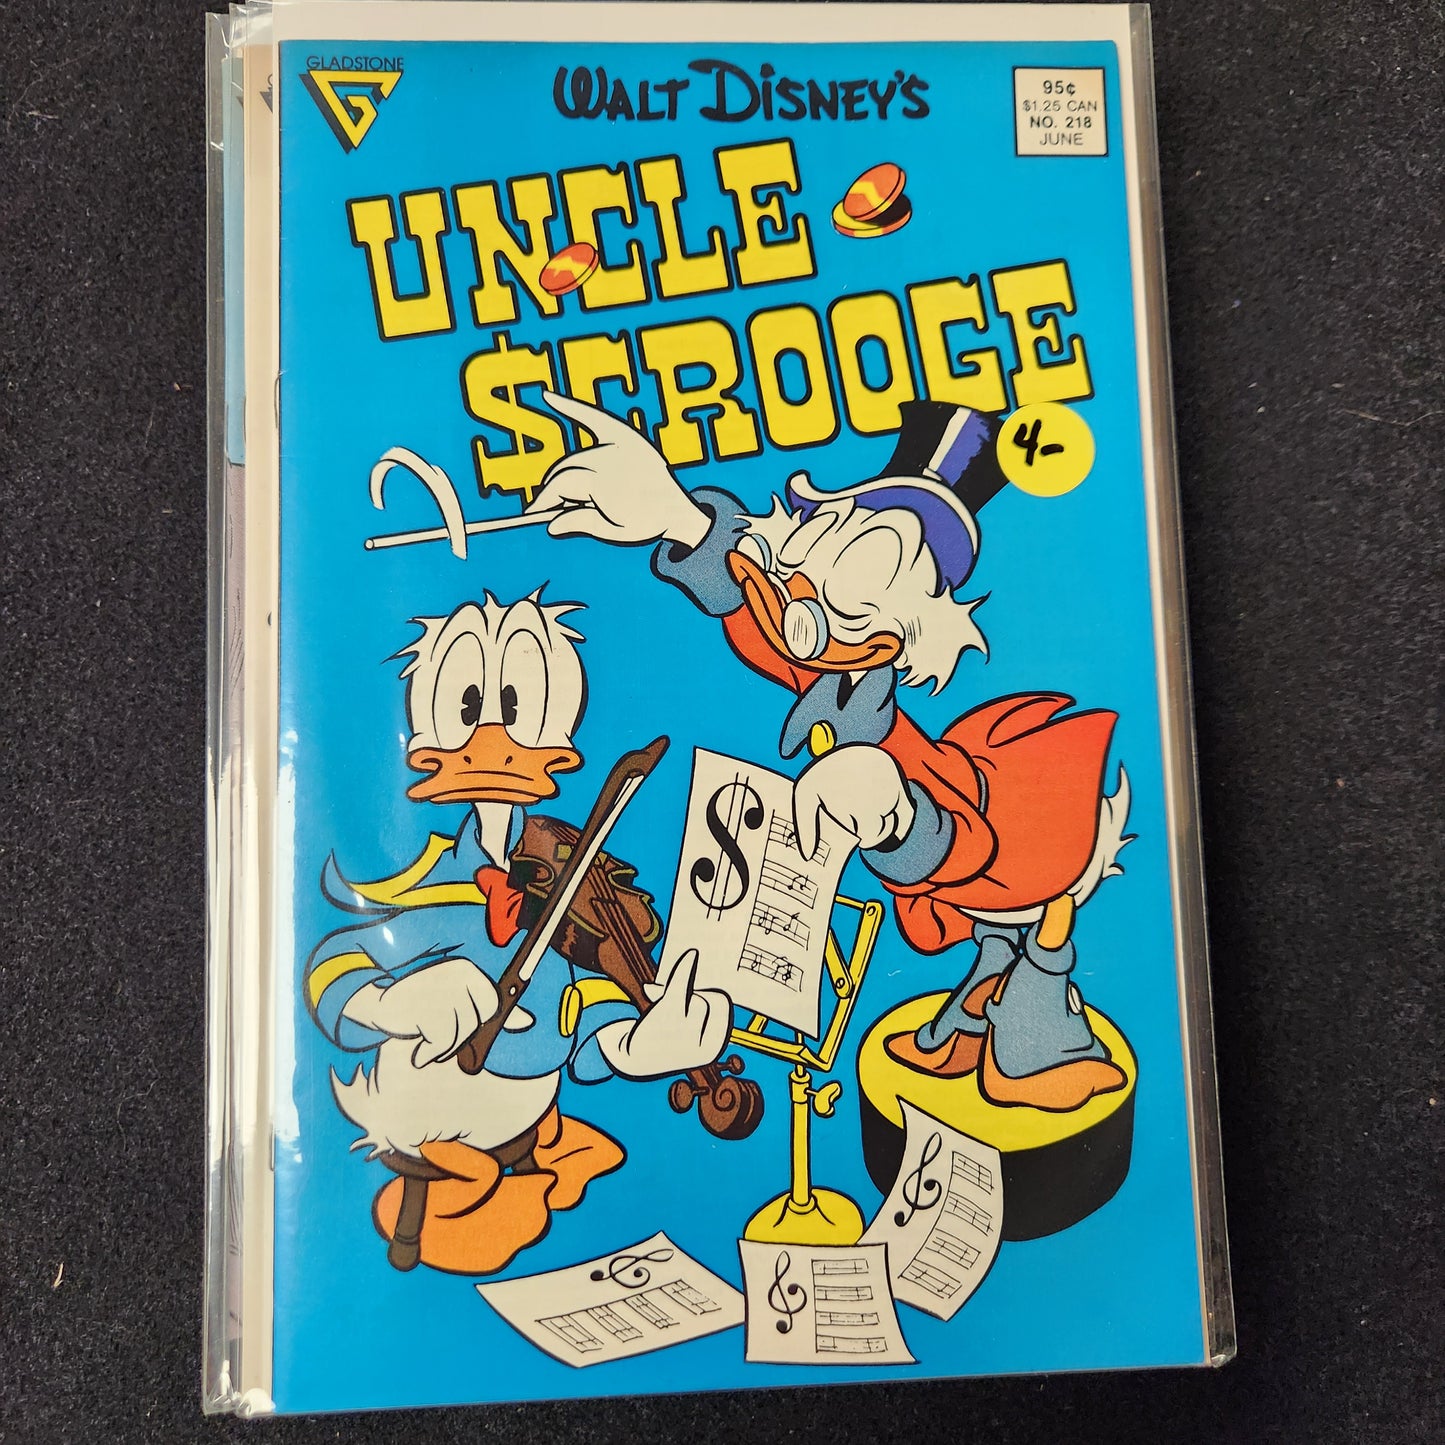 GLADSTONE
G
WALT DISNEY'S
UNCLE
$CROOGE
95¢
$1.25 CAN
NO. 218
JUNE
4-
$